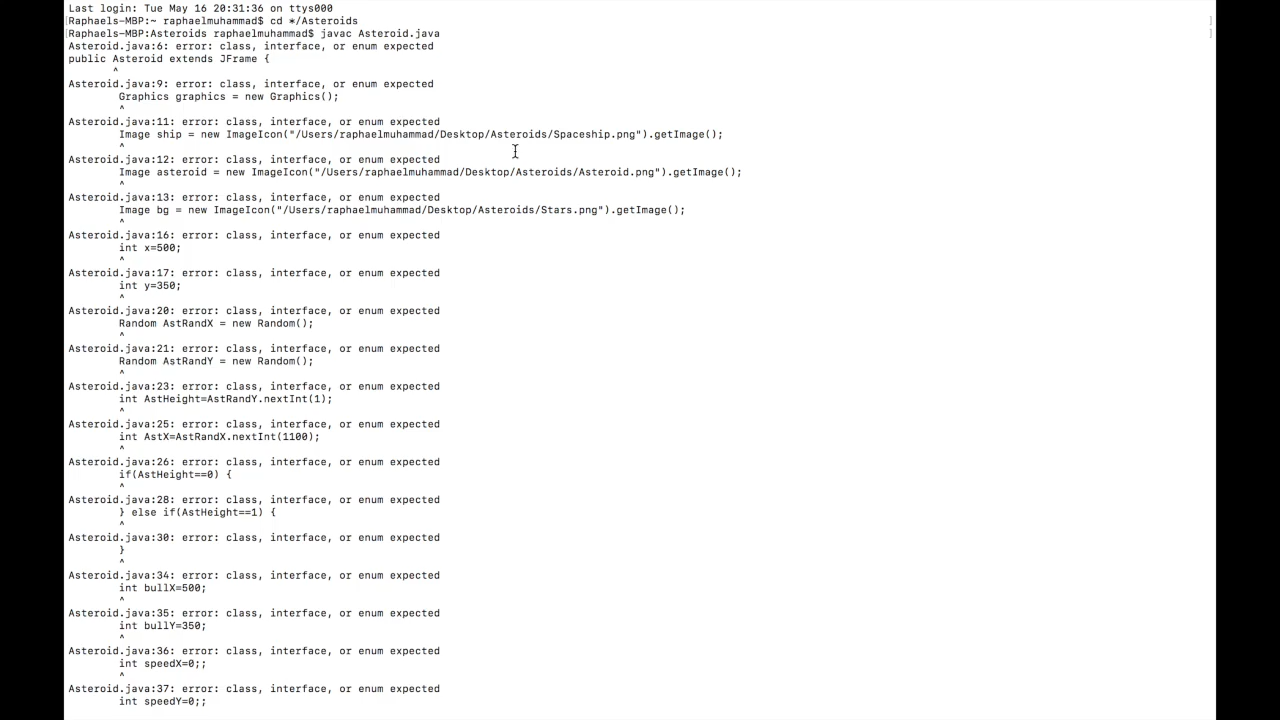 Last login: Tue May 16 20:31:36 on ttys000
[Raphaels-MBP:~ raphaelmuhammad$ cd */Asteroids ]
[Raphaels-MBP:Asteroids raphaelmuhammad$ javac Asteroid.java ]
Asteroid.java:6: error: class, interface, or enum expected
public Asteroid extends JFrame {
^
Asteroid.java:9: error: class, interface, or enum expected
Graphics graphics = new Graphics();
^
Asteroid.java:11: error: class, interface, or enum expected
Image ship = new ImageIcon("/Users/raphaelmuhammad/Desktop/Asteroids/Spaceship.png").getImage();
^
Asteroid.java:12: error: class, interface, or enum expected
Image asteroid = new ImageIcon("/Users/raphaelmuhammad/Desktop/Asteroids/Asteroid.png").getImage();
^
Asteroid.java:13: error: class, interface, or enum expected
Image bg = new ImageIcon("/Users/raphaelmuhammad/Desktop/Asteroids/Stars.png").getImage();
^
Asteroid.java:16: error: class, interface, or enum expected
int x=500;
^
Asteroid.java:17: error: class, interface, or enum expected
int y=350;
^
Asteroid.java:20: error: class, interface, or enum expected
Random AstRandX = new Random();
^
Asteroid.java:21: error: class, interface, or enum expected
Random AstRandY = new Random();
^
Asteroid.java:23: error: class, interface, or enum expected
int AstHeight=AstRandY.nextInt(1);
^
Asteroid.java:25: error: class, interface, or enum expected
int AstX=AstRandX.nextInt(1100);
^
Asteroid.java:26: error: class, interface, or enum expected
if(AstHeight==0) {
^
Asteroid.java:28: error: class, interface, or enum expected
} else if(AstHeight==1) {
^
Asteroid.java:30: error: class, interface, or enum expected
}
^
Asteroid.java:34: error: class, interface, or enum expected
int bullX=500;
^
Asteroid.java:35: error: class, interface, or enum expected
int bullY=350;
^
Asteroid.java:36: error: class, interface, or enum expected
int speedX=0;;
^
Asteroid.java:37: error: class, interface, or enum expected
int speedY=0;;